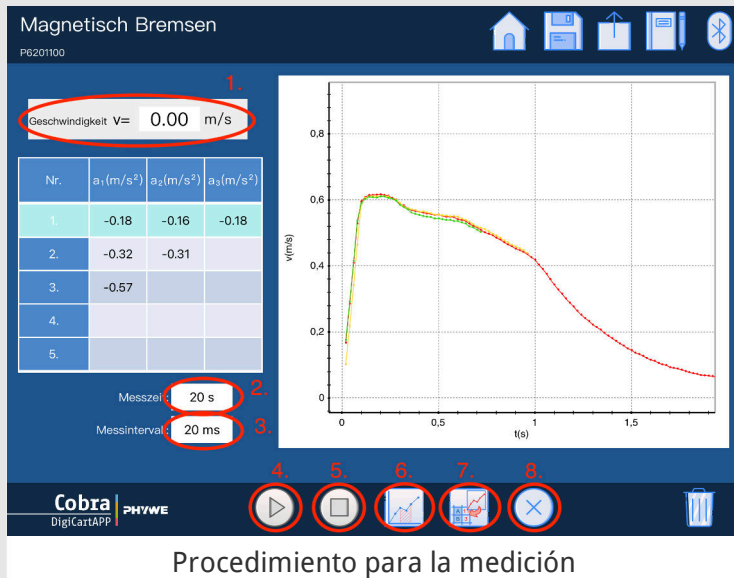 Magnetisch Bremsen
P6201100
1.
Geschwindigkeit v= 0.00 m/s
Nr. a₁(m/s²) a₂(m/s²) a₃(m/s²)
1. -0.18 -0.16 -0.18
2. -0.32 -0.31
3. -0.57
4.
5.
Messzeit: 20 s 2.
Messinterval: 20 ms 3.
v(m/s)
0,8
0,6
0,4
0,2
0
0 0,5 1 1,5
t(s)
4. 5. 6. 7. 8.
Cobra PHYWE
DigiCartAPP
A 1
B 3
Procedimiento para la medición